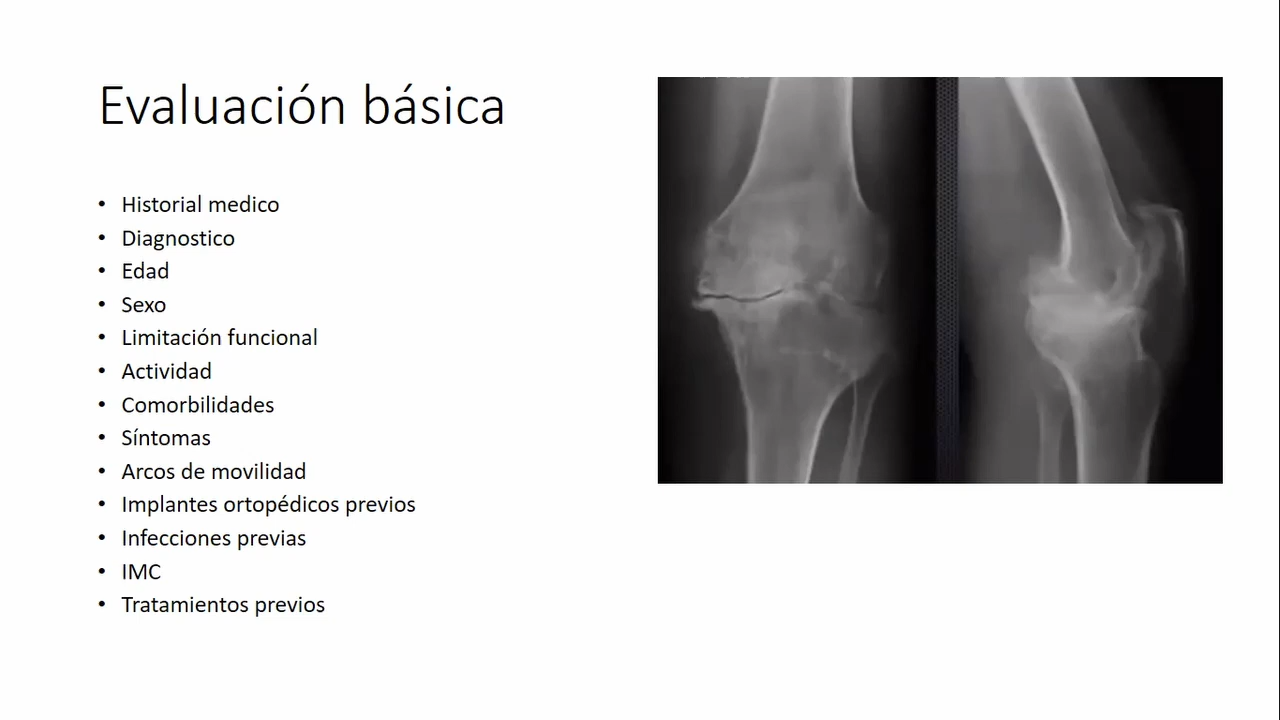 Evaluación básica
• Historial medico
• Diagnostico
• Edad
• Sexo
• Limitación funcional
• Actividad
• Comorbilidades
• Síntomas
• Arcos de movilidad
• Implantes ortopédicos previos
• Infecciones previas
• IMC
• Tratamientos previos